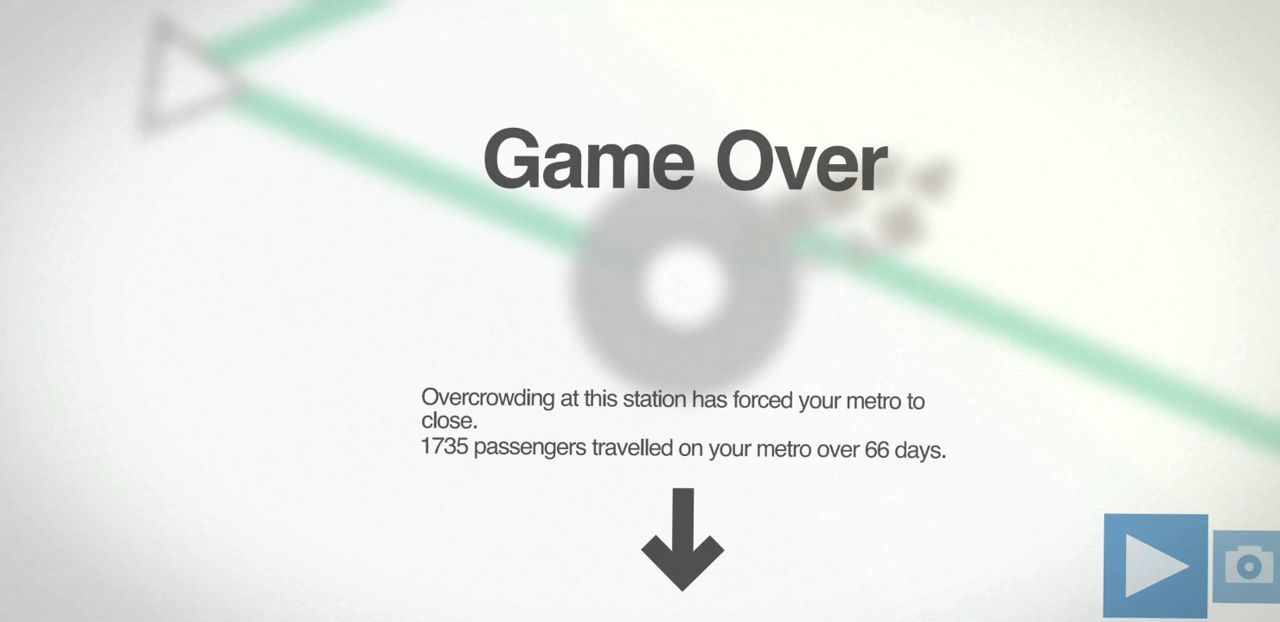 Game Over
Overcrowding at this station has forced your metro to
close.
1735 passengers travelled on your metro over 66 days.